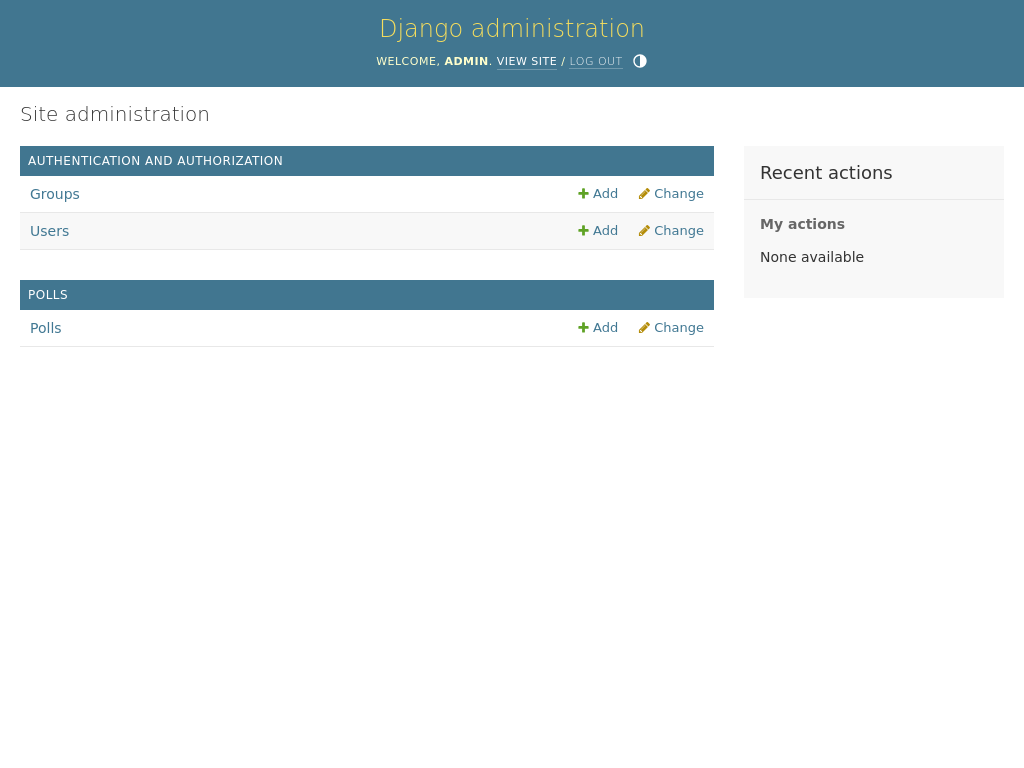 Django administration
WELCOME, ADMIN. VIEW SITE / LOG OUT
Site administration
AUTHENTICATION AND AUTHORIZATION
Groups Add Change
Users Add Change
POLLS
Polls Add Change
Recent actions
My actions
None available